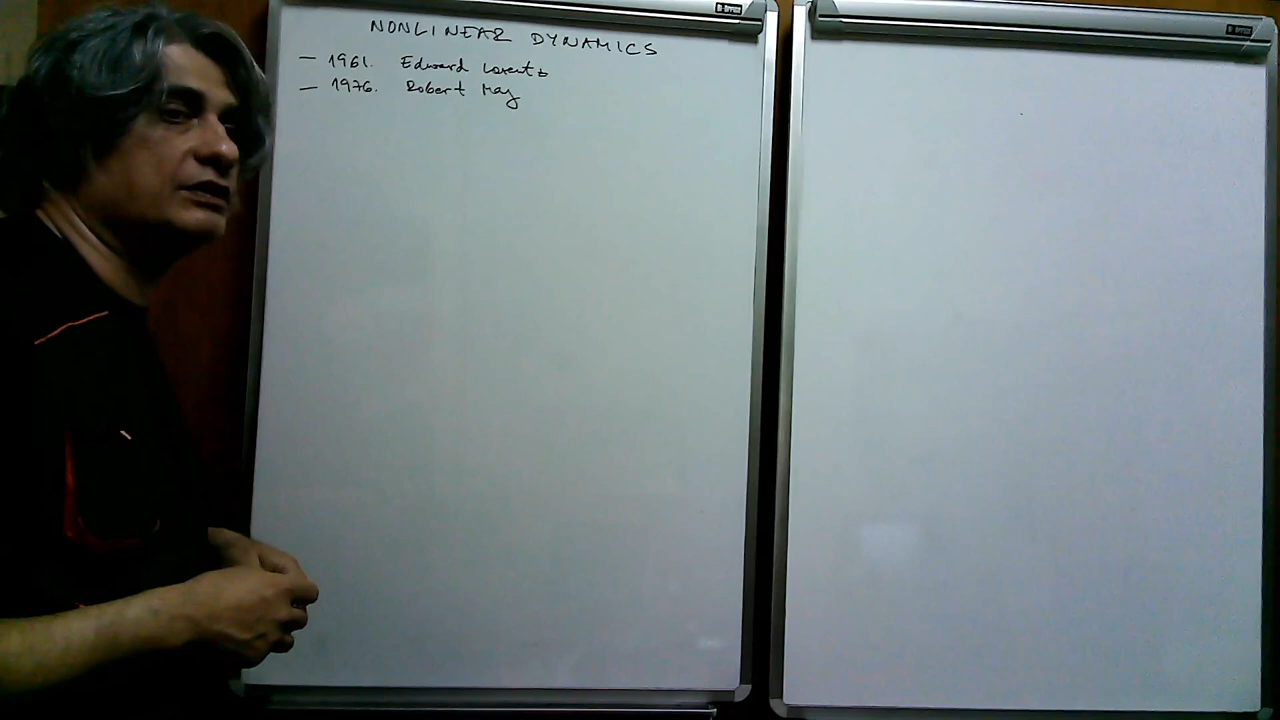 NONLINEAR DYNAMICS
- 1961. Edward Lorentz
- 1976. Robert May